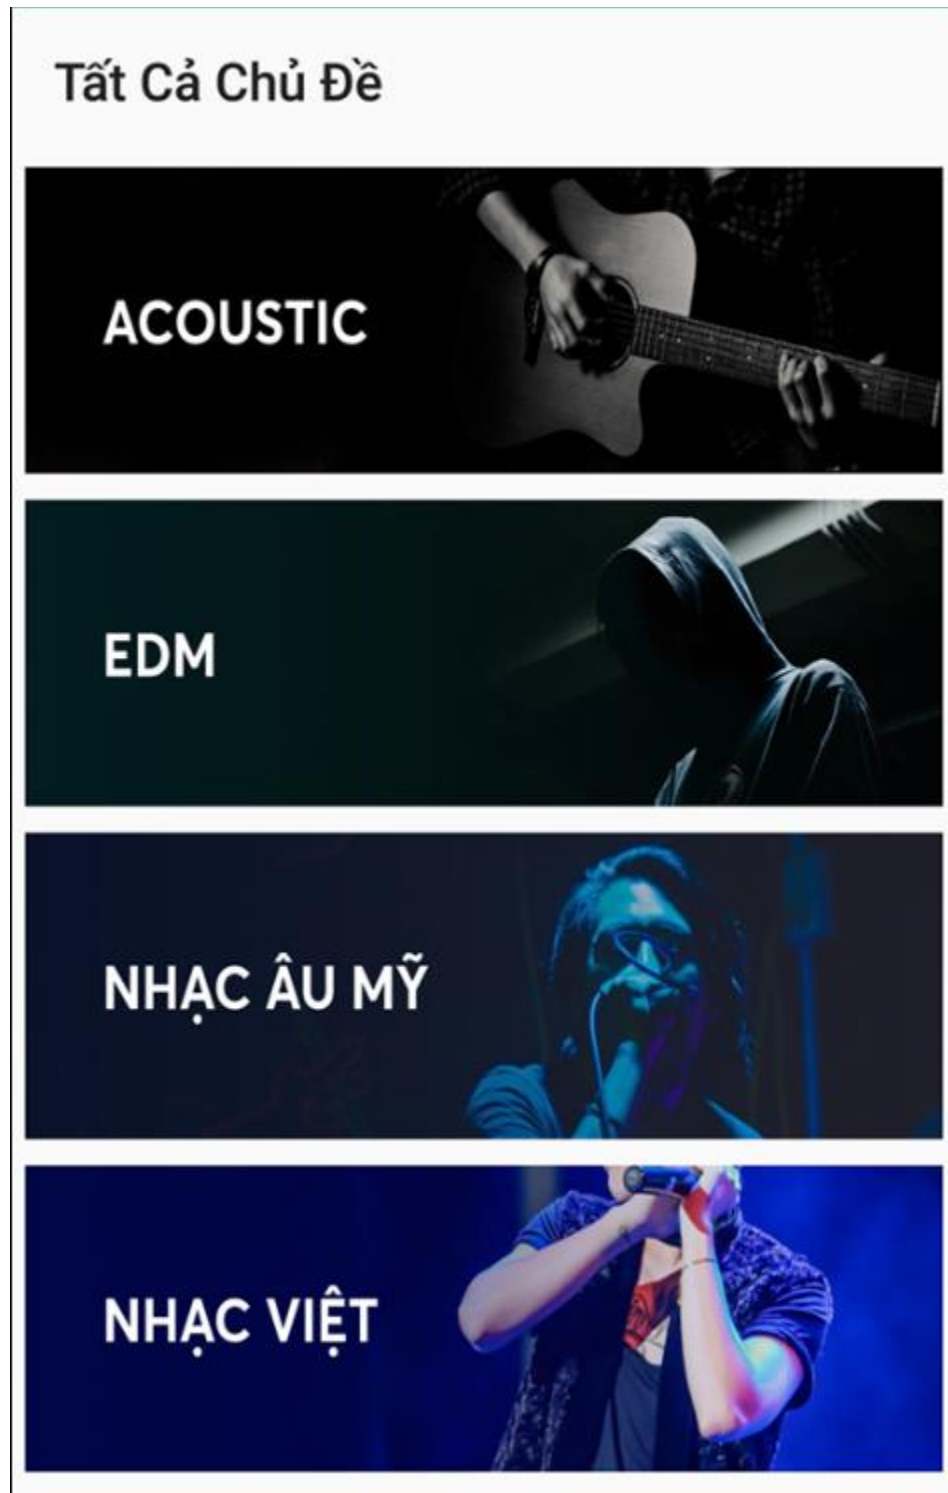 Tất Cả Chủ Đề
ACOUSTIC
EDM
NHẠC ÂU MỸ
NHẠC VIỆT